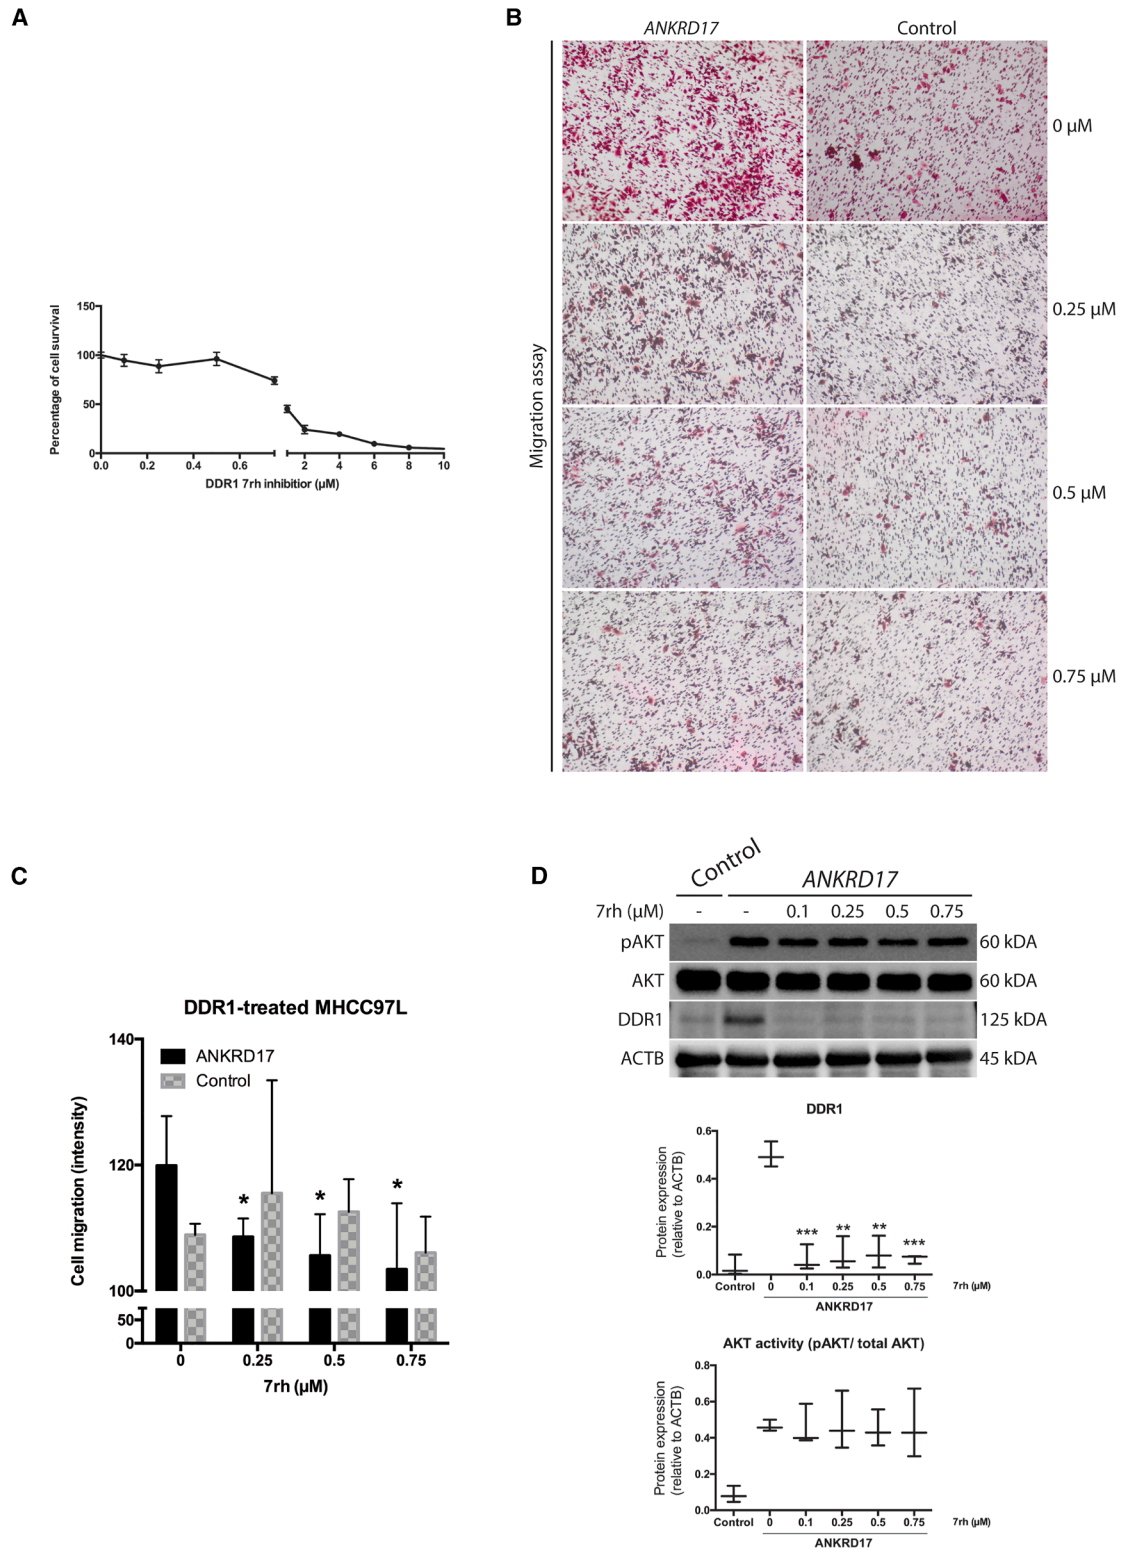 A
150
100
50
0
Percentage of cell survival
0.0 0.2 0.4 0.6 2 4 6 8 10
DDR1 7rh inhibitior (µM)
B
ANKRD17 Control
Migration assay
0 µM
0.25 µM
0.5 µM
0.75 µM
C
DDR1-treated MHCC97L
ANKRD17
Control
140
120
100
50
0
Cell migration (intensity)
* * *
0 0.25 0.5 0.75
7rh (µM)
D
Control ANKRD17
7rh (µM) - - 0.1 0.25 0.5 0.75
pAKT 60 kDA
AKT 60 kDA
DDR1 125 kDA
ACTB 45 kDA
DDR1
Protein expression
(relative to ACTB)
0.6
0.4
0.2
0.0
*** ** ** ***
Control 0 0.1 0.25 0.5 0.75 7rh (µM)
ANKRD17
AKT activity (pAKT/ total AKT)
Protein expression
(relative to ACTB)
0.8
0.6
0.4
0.2
0.0
Control 0 0.1 0.25 0.5 0.75 7rh (µM)
ANKRD17